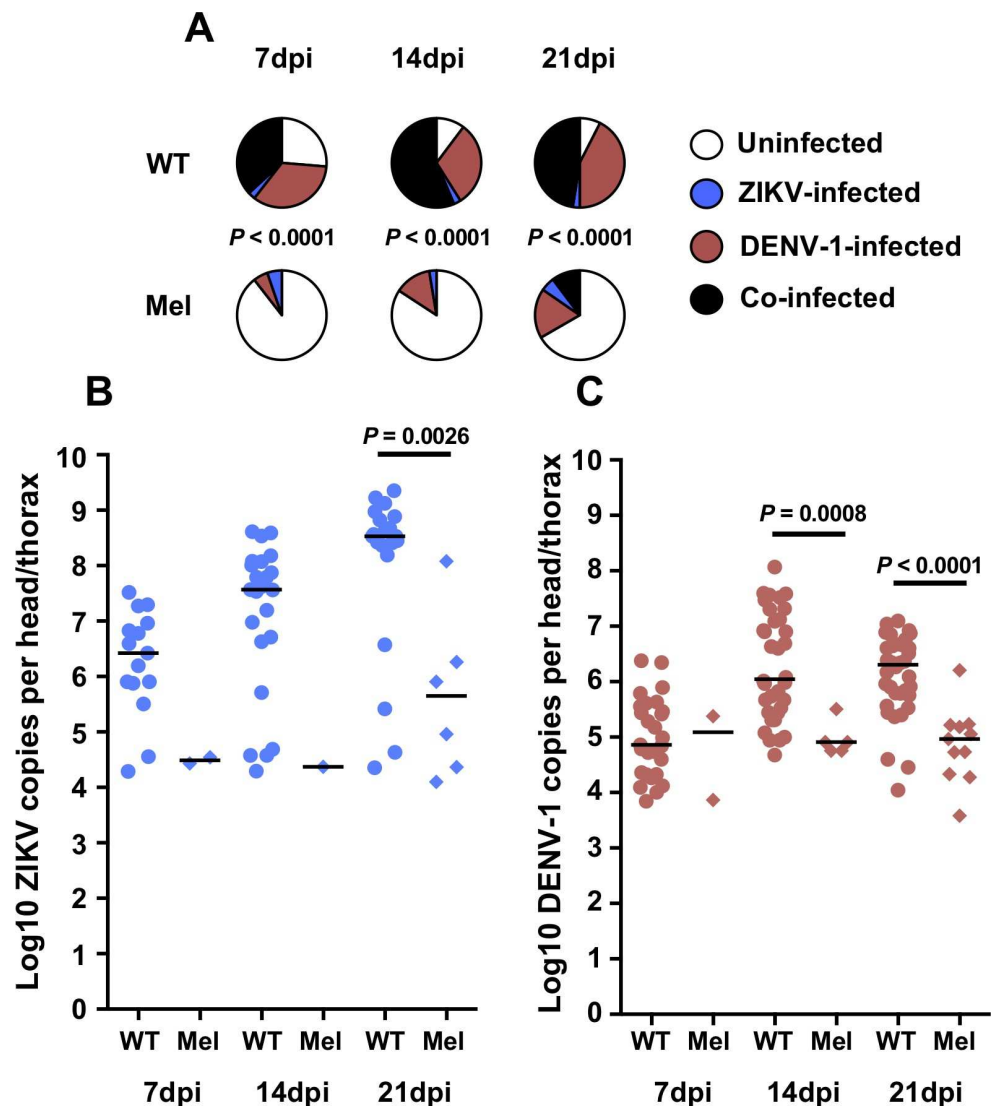 A
7dpi 14dpi 21dpi
WT
P < 0.0001 P < 0.0001 P < 0.0001
Mel
Uninfected
ZIKV-infected
DENV-1-infected
Co-infected
B
Log10 ZIKV copies per head/thorax
10
9
8
7
6
5
4
3
2
1
0
P = 0.0026
WT Mel WT Mel WT Mel
7dpi 14dpi 21dpi
C
Log10 DENV-1 copies per head/thorax
10
9
8
7
6
5
4
3
2
1
0
P = 0.0008
P < 0.0001
WT Mel WT Mel WT Mel
7dpi 14dpi 21dpi